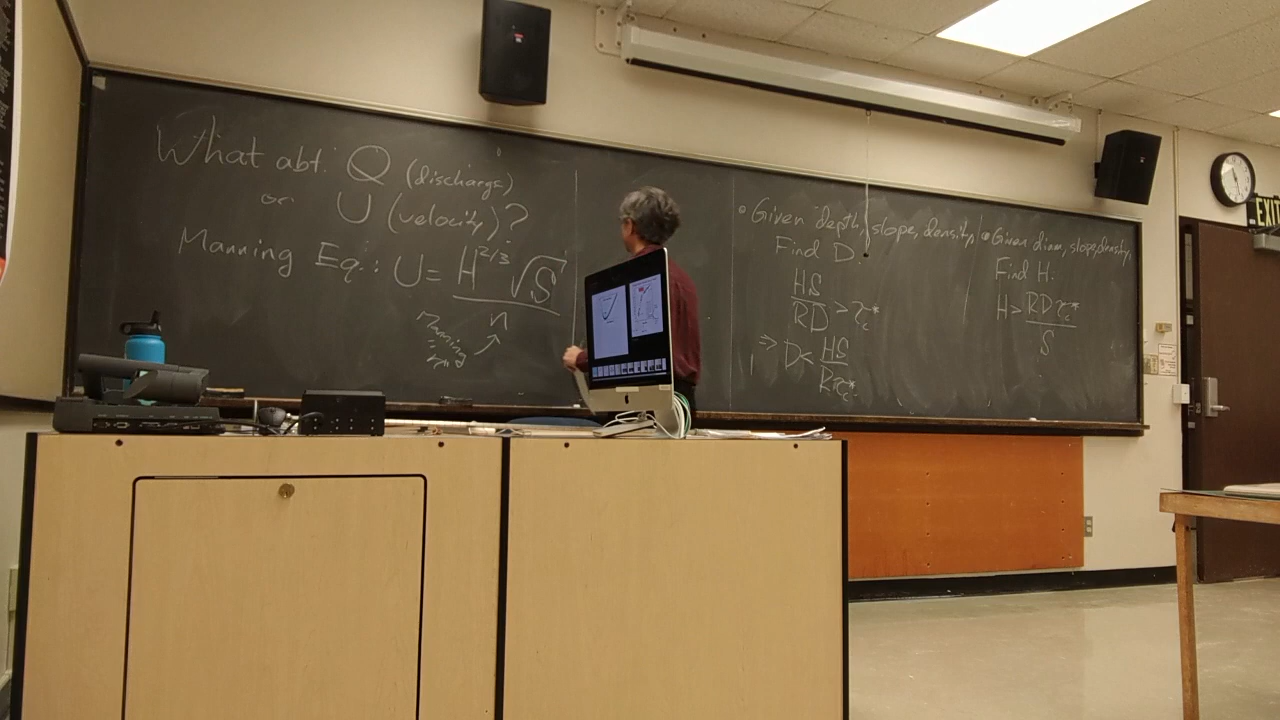 What abt. Q (discharge)
or U (velocity)?
Manning Eq.: U = H^2/3 √S
n
Manning
• Given depth, slope, density,
Find D.
HS
RD > τc*
⇒ D < HS
Rτc*
• Given diam, slope, density,
Find H.
H > RDτc*
S
EXIT